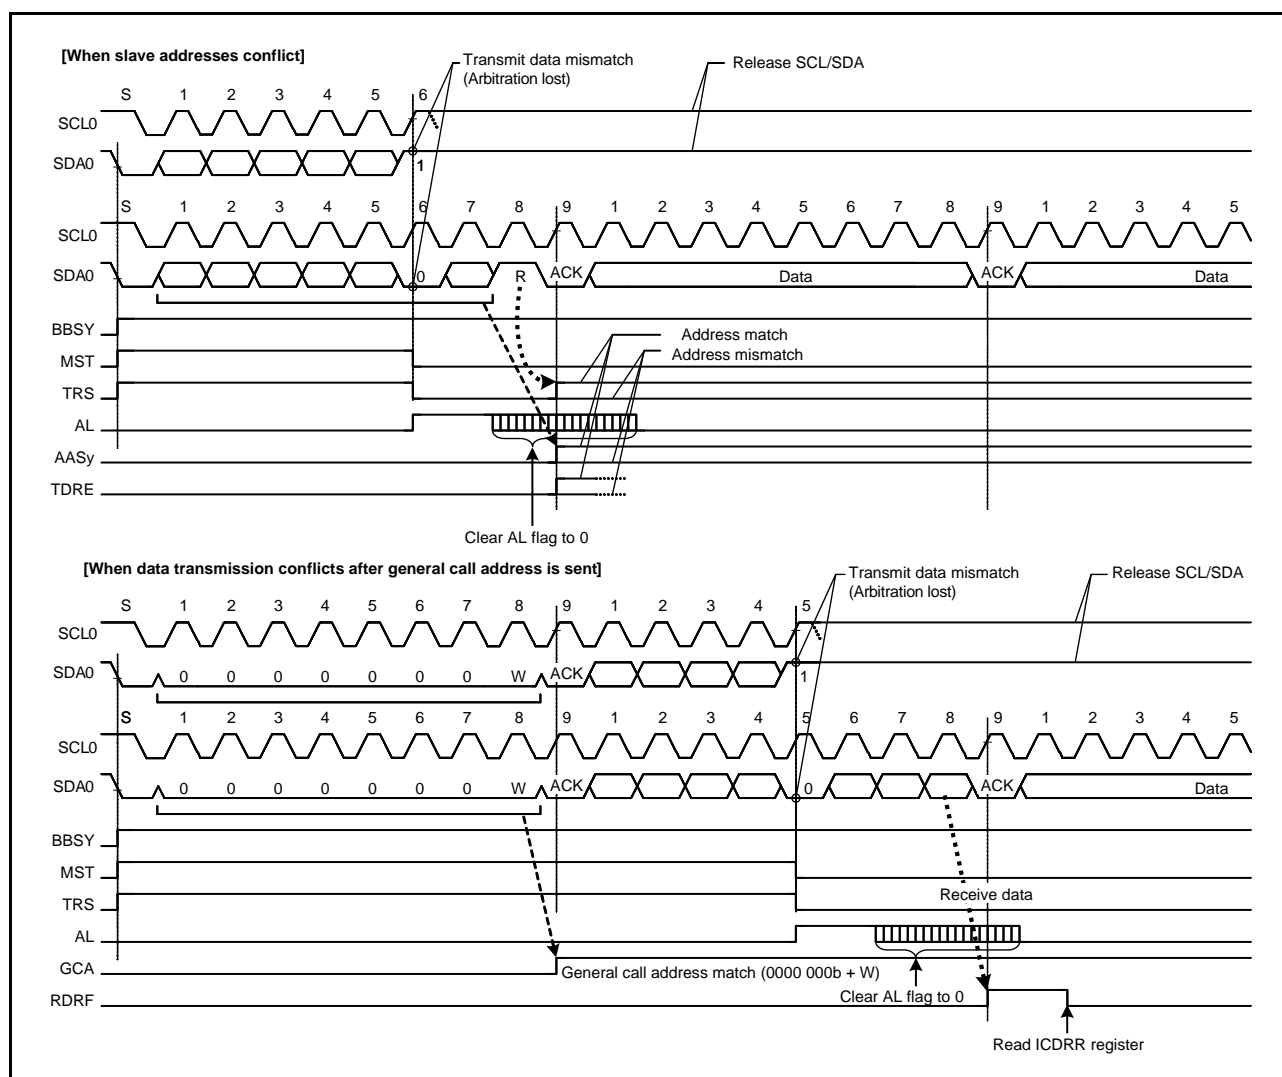 [When slave addresses conflict]
Transmit data mismatch
(Arbitration lost)
Release SCL/SDA
S 1 2 3 4 5 6
SCL0
SDA0 1
S 1 2 3 4 5 6 7 8 9 1 2 3 4 5 6 7 8 9 1 2 3 4 5
SCL0
SDA0 0 R ACK Data ACK Data
BBSY
Address match
MST
Address mismatch
TRS
AL
AASy
TDRE
Clear AL flag to 0
[When data transmission conflicts after general call address is sent]
Transmit data mismatch
(Arbitration lost)
Release SCL/SDA
S 1 2 3 4 5 6 7 8 9 1 2 3 4 5
SCL0
SDA0 0 0 0 0 0 0 0 W ACK 1
S 1 2 3 4 5 6 7 8 9 1 2 3 4 5 6 7 8 9 1 2 3 4 5
SCL0
SDA0 0 0 0 0 0 0 0 W ACK 0 ACK Data
BBSY
MST
Receive data
TRS
AL
GCA
General call address match (0000 000b + W)
Clear AL flag to 0
RDRF
Read ICDRR register